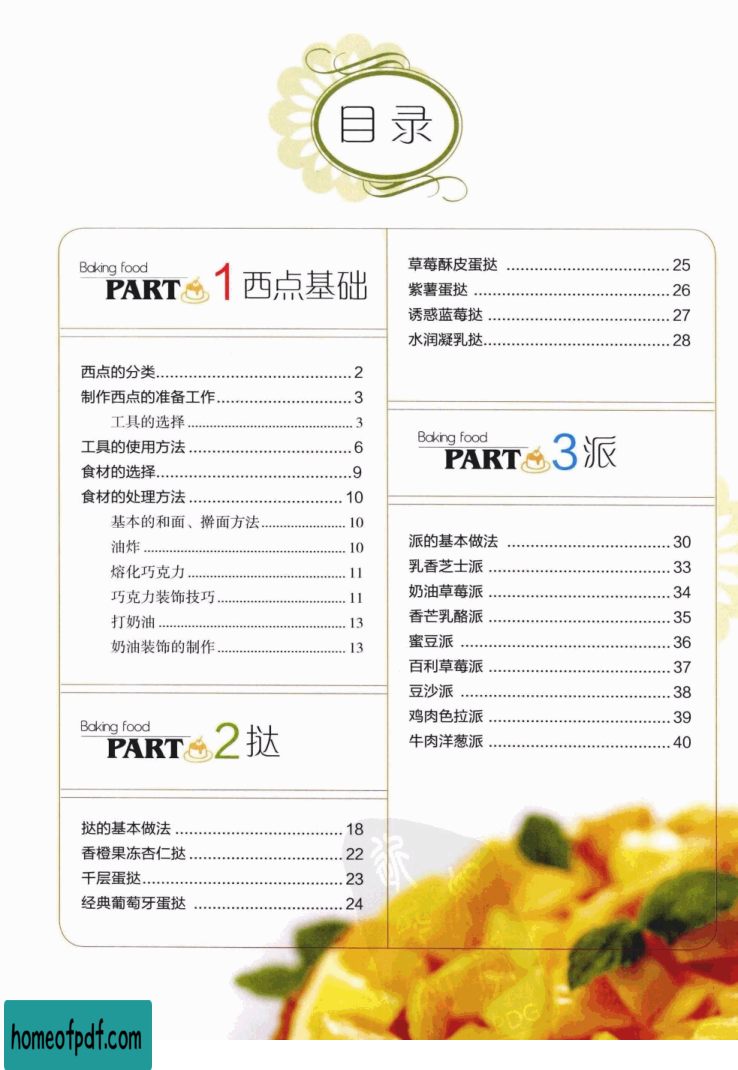 目录
Baking food
PART 1 西点基础
西点的分类......................................2
制作西点的准备工作..............................3
工具的选择......................................3
工具的使用方法..................................6
食材的选择......................................9
食材的处理方法..................................10
基本的和面、擀面方法............................10
油炸............................................10
熔化巧克力......................................11
巧克力装饰技巧..................................11
打奶油..........................................13
奶油装饰的制作..................................13
Baking food
PART 2 挞
挞的基本做法....................................18
香橙果冻杏仁挞..................................22
千层蛋挞........................................23
经典葡萄牙蛋挞..................................24
草莓酥皮蛋挞....................................25
紫薯蛋挞........................................26
诱惑蓝莓挞......................................27
水润凝乳挞......................................28
Baking food
PART 3 派
派的基本做法....................................30
乳香芝士派......................................33
奶油草莓派......................................34
香芒乳酪派......................................35
蜜豆派..........................................36
百利草莓派......................................37
豆沙派..........................................38
鸡肉色拉派......................................39
牛肉洋葱派......................................40
homeofpdf.com